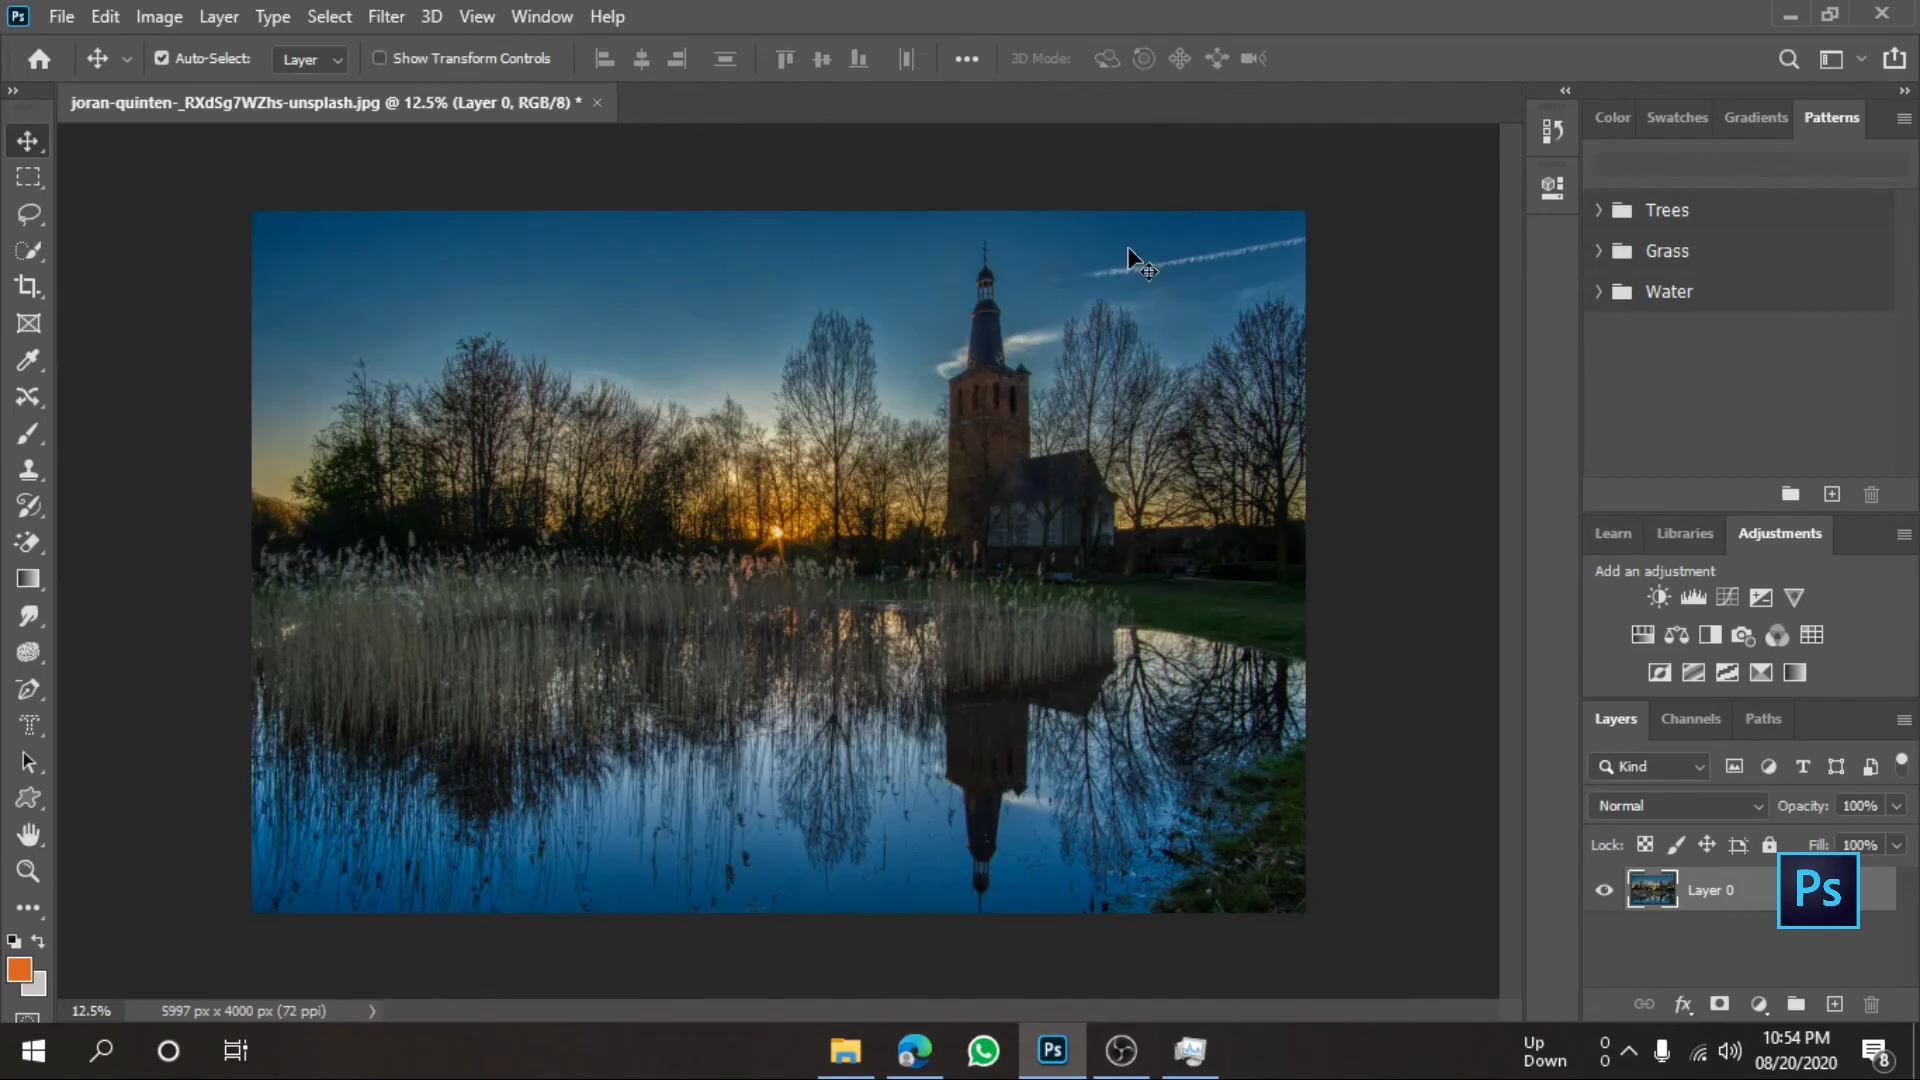 Ps File Edit Image Layer Type Select Filter 3D View Window Help
Auto-Select: Layer Show Transform Controls 3D Mode:
joran-quinten-_RXdSg7WZhs-unsplash.jpg @ 12.5% (Layer 0, RGB/8) *
Color Swatches Gradients Patterns
Trees
Grass
Water
Learn Libraries Adjustments
Add an adjustment
Layers Channels Paths
Kind
Normal Opacity: 100%
Lock: Fill: 100%
Layer 0
Ps
12.5% 5997 px x 4000 px (72 ppi)
Ps
Up 0
Down 0
10:54 PM
08/20/2020
8